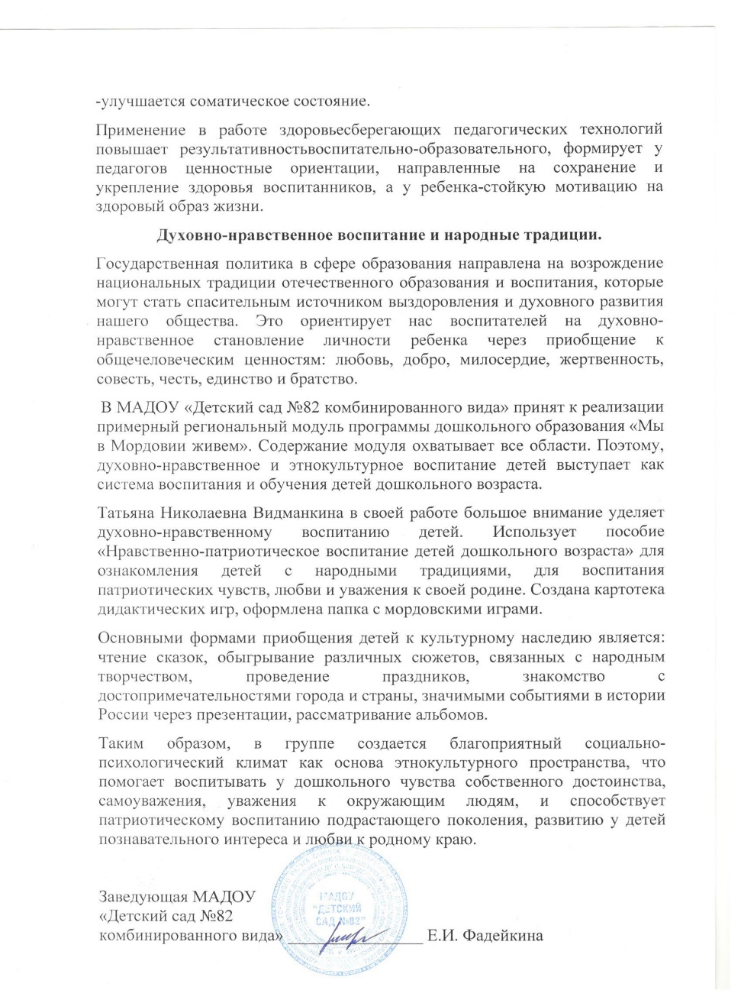 -улучшается соматическое состояние.
Применение в работе здоровьесберегающих педагогических технологий
повышает результативностьвоспитательно-образовательного, формирует у
педагогов ценностные ориентации, направленные на сохранение и
укрепление здоровья воспитанников, а у ребенка-стойкую мотивацию на
здоровый образ жизни.
Духовно-нравственное воспитание и народные традиции.
Государственная политика в сфере образования направлена на возрождение
национальных традиции отечественного образования и воспитания, которые
могут стать спасительным источником выздоровления и духовного развития
нашего общества. Это ориентирует нас воспитателей на духовно-
нравственное становление личности ребенка через приобщение к
общечеловеческим ценностям: любовь, добро, милосердие, жертвенность,
совесть, честь, единство и братство.
В МАДОУ «Детский сад №82 комбинированного вида» принят к реализации
примерный региональный модуль программы дошкольного образования «Мы
в Мордовии живем». Содержание модуля охватывает все области. Поэтому,
духовно-нравственное и этнокультурное воспитание детей выступает как
система воспитания и обучения детей дошкольного возраста.
Татьяна Николаевна Видманкина в своей работе большое внимание уделяет
духовно-нравственному воспитанию детей. Использует пособие
«Нравственно-патриотическое воспитание детей дошкольного возраста» для
ознакомления детей с народными традициями, для воспитания
патриотических чувств, любви и уважения к своей родине. Создана картотека
дидактических игр, оформлена папка с мордовскими играми.
Основными формами приобщения детей к культурному наследию является:
чтение сказок, обыгрывание различных сюжетов, связанных с народным
творчеством, проведение праздников, знакомство с
достопримечательностями города и страны, значимыми событиями в истории
России через презентации, рассматривание альбомов.
Таким образом, в группе создается благоприятный социально-
психологический климат как основа этнокультурного пространства, что
помогает воспитывать у дошкольного чувства собственного достоинства,
самоуважения, уважения к окружающим людям, и способствует
патриотическому воспитанию подрастающего поколения, развитию у детей
познавательного интереса и любви к родному краю.
Заведующая МАДОУ
«Детский сад №82
комбинированного вида» ________________ Е.И. Фадейкина
МАДОУ
"ДЕТСКИЙ
САД №82"